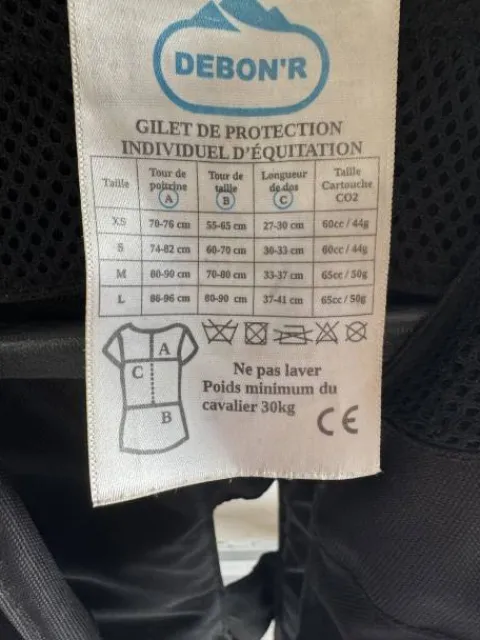 DEBON'R
GILET DE PROTECTION
INDIVIDUEL D'ÉQUITATION
Taille Tour de poitrine A Tour de taille B Longueur de dos C Taille Cartouche CO2
XS 70-76 cm 55-65 cm 27-30 cm 60cc / 44g
S 74-82 cm 60-70 cm 30-33 cm 60cc / 44g
M 80-90 cm 70-80 cm 33-37 cm 65cc / 50g
L 86-96 cm 80-90 cm 37-41 cm 65cc / 50g
A
C
B
Ne pas laver
Poids minimum du
cavalier 30kg
CE